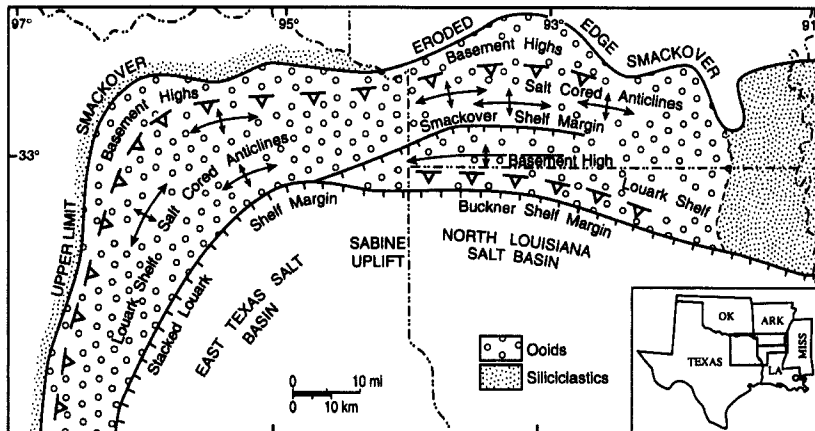 97°
95°
93°
91
ERODED EDGE SMACKOVER
Basement Highs
Salt Cored Anticlines
Smackover Shelf Margin
SMACKOVER
Basement Highs
33°
Salt Cored Anticlines
Basement High
Louark Shelf
Shelf Margin
Buckner Shelf Margin
UPPER LIMIT
Louark Shelf
Stacked Louark
SABINE
UPLIFT
NORTH LOUISIANA
SALT BASIN
EAST TEXAS SALT
BASIN
0 10 mi
0 10 km
Ooids
Siliciclastics
OK
ARK
TEXAS
LA
MISS